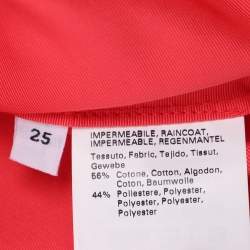 IMPERMEABILE, RAINCOAT,
IMPERMEABLE, REGENMANTEL
Tessuto, Fabric, Tejido, Tissut,
Gewebe
56% Cotone, Cotton, Algodon,
Coton, Baumwolle
44% Poliestere, Polyester,
Polyester, Polyester,
Polyester
25